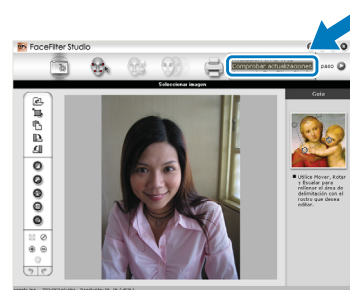 FaceFilter Studio
Comprobar actualizaciones
paso
Seleccionar imagen
Guía
Utilice Mover, Rotar
y Escalar para
rellenar el área de
delimitación con el
rostro que desea
editar.